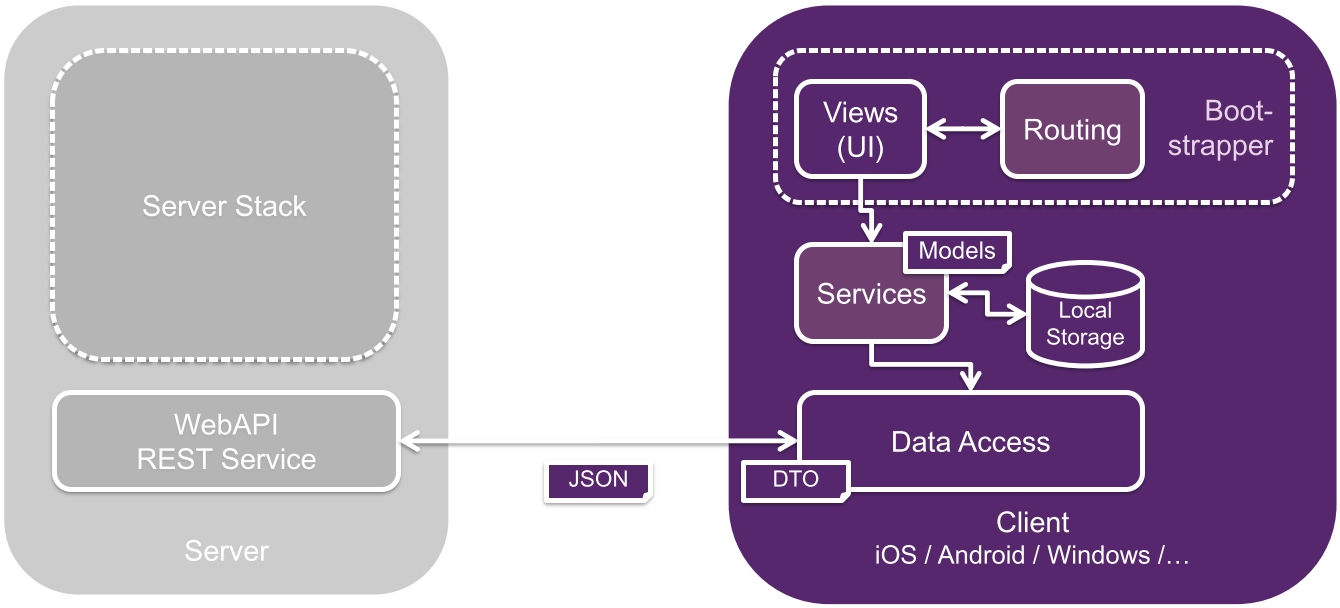 Server Stack
WebAPI
REST Service
Server
JSON
Views
(UI)
Routing
Boot-
strapper
Models
Services
Local
Storage
Data Access
DTO
Client
iOS / Android / Windows /…